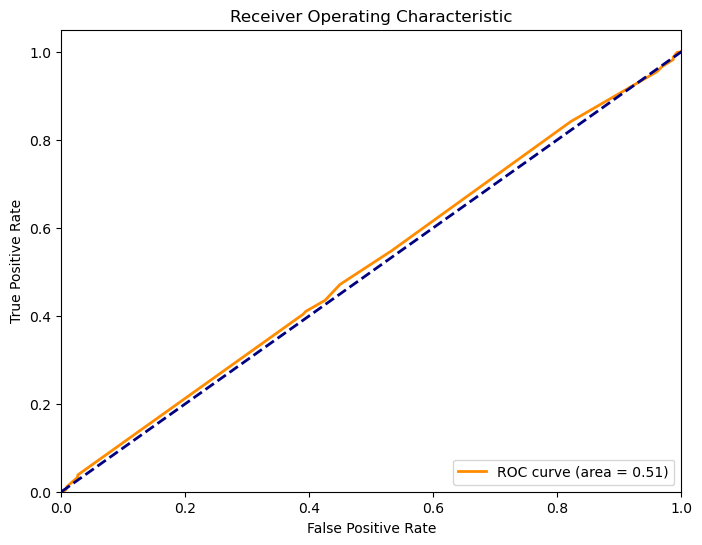 Receiver Operating Characteristic
True Positive Rate
1.0
0.8
0.6
0.4
0.2
0.0
ROC curve (area = 0.51)
0.0 0.2 0.4 0.6 0.8 1.0
False Positive Rate